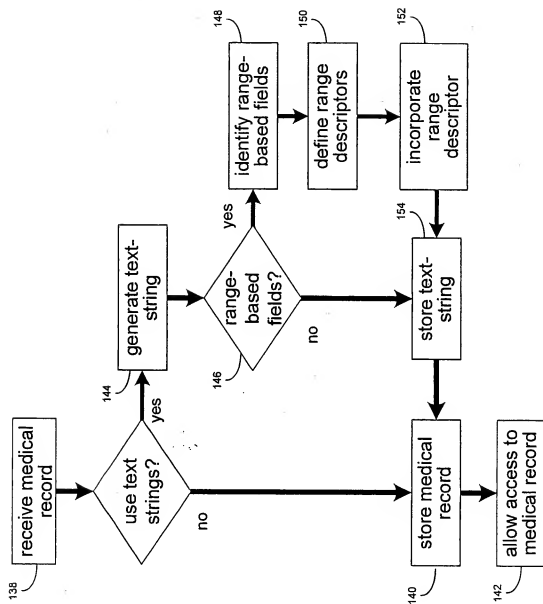 138
receive medical
record
use text
strings?
yes
no
144
generate text-
string
146
range-
based
fields?
yes
no
148
identify range-
based fields
150
define range
descriptors
152
incorporate
range
descriptor
154
store text-
string
140
store medical
record
142
allow access to
medical record